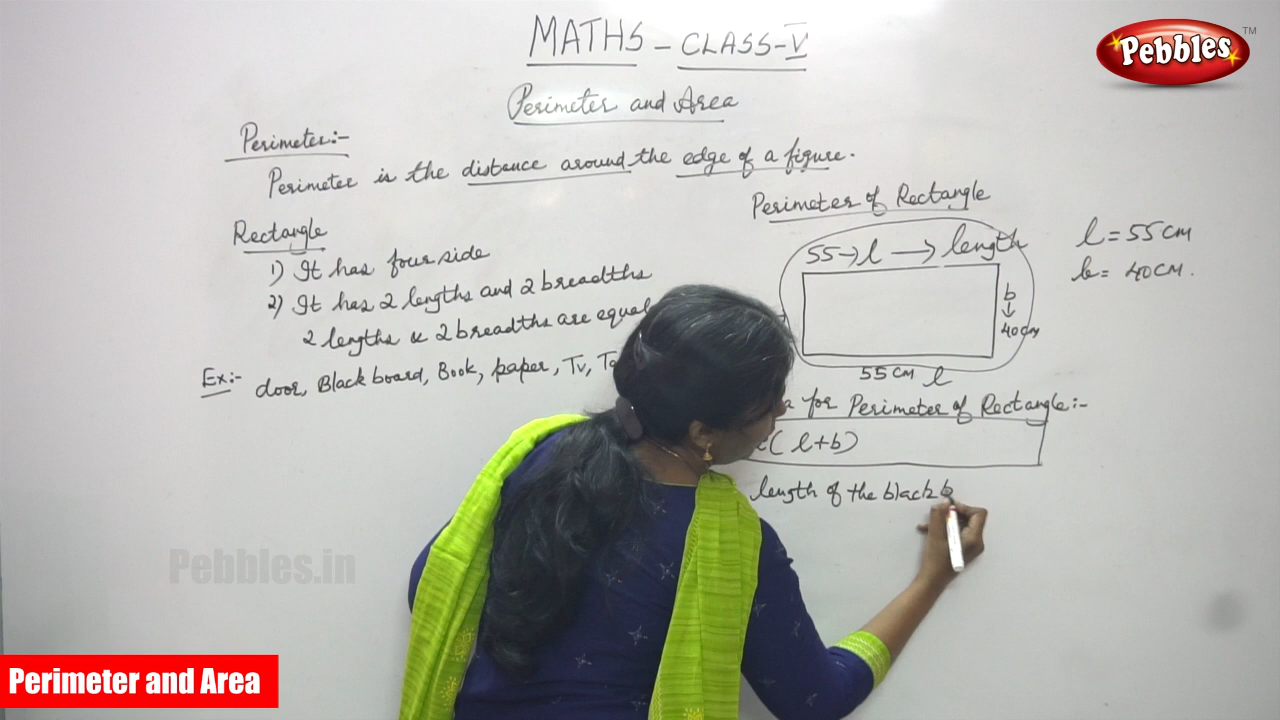 MATHS - CLASS-V
Pebbles TM
Perimeter and Area
Perimeter:-
Perimeter is the distance around the edge of a figure.
Rectangle
1) It has four side
2) It has 2 lengths and 2 breadths
2 lengths & 2 breadths are equal
Ex:- door, Black board, Book, paper, Tv,
Perimeter of Rectangle
55→l → length
b
↓
40cm
55 cm l
l = 55 cm
b = 40 cm.
for Perimeter of Rectangle:-
( l+b)
length of the black b
Pebbles.in
Perimeter and Area